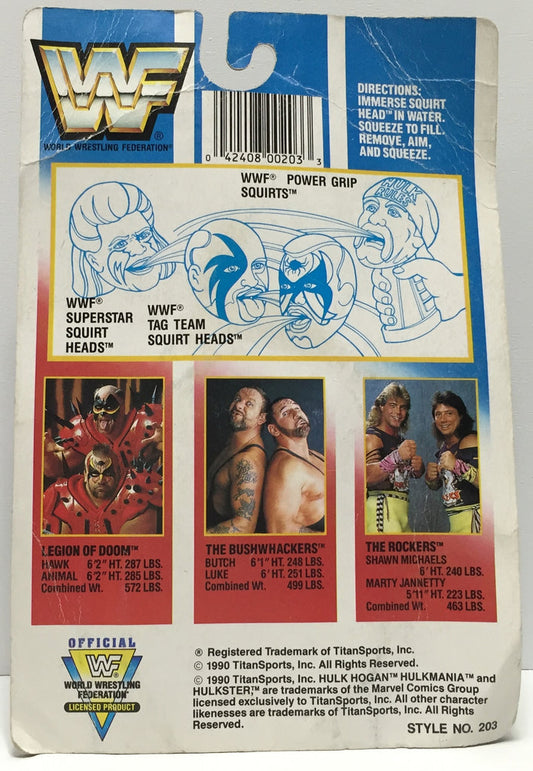 WWF®
WORLD WRESTLING FEDERATION®
0 42408 00203 3
DIRECTIONS:
IMMERSE SQUIRT
HEAD™ IN WATER.
SQUEEZE TO FILL.
REMOVE, AIM,
AND SQUEEZE.
WWF® POWER GRIP
SQUIRTS™
HULK
RULES
WWF®
SUPERSTAR
SQUIRT
HEADS™
WWF®
TAG TEAM
SQUIRT HEADS™
LEGION OF DOOM™
HAWK 6'2" HT. 287 LBS.
ANIMAL 6'2" HT. 285 LBS.
Combined Wt. 572 LBS.
THE BUSHWHACKERS™
BUTCH 6'1" HT. 248 LBS.
LUKE 6' HT. 251 LBS.
Combined Wt. 499 LBS.
THE ROCKERS™
SHAWN MICHAELS
6' HT. 240 LBS.
MARTY JANNETTY
5'11" HT. 223 LBS.
Combined Wt. 463 LBS.
OFFICIAL
WF
WORLD WRESTLING
FEDERATION®
LICENSED PRODUCT
® Registered Trademark of TitanSports, Inc.
© 1990 TitanSports, Inc. All Rights Reserved.
© 1990 TitanSports, Inc. HULK HOGAN™ HULKMANIA™ and
HULKSTER™, are trademarks of the Marvel Comics Group
licensed exclusively to TitanSports, Inc. All other character
likenesses are trademarks of TitanSports, Inc. All Rights
Reserved.
STYLE NO. 203